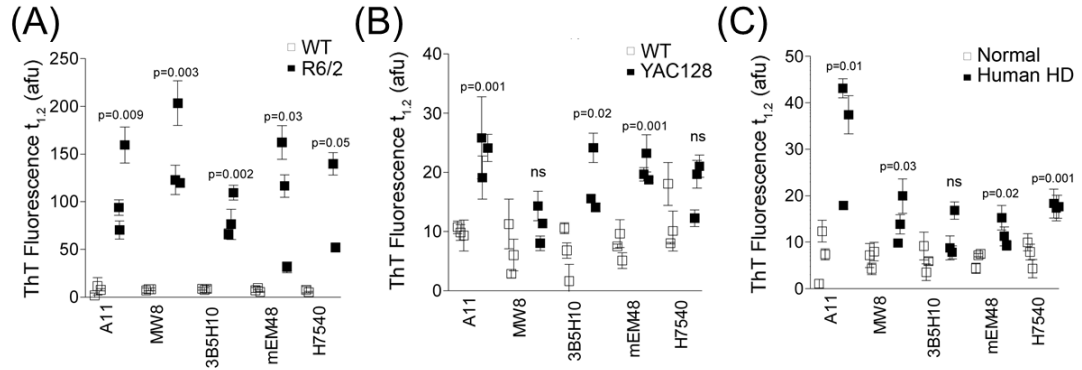 (A)
ThT Fluorescence t1.2 (afu)
250
200
150
100
50
0
WT
R6/2
p=0.009
p=0.003
p=0.002
p=0.03
p=0.05
A11
MW8
3B5H10
mEM48
H7540
(B)
ThT Fluorescence t1.2 (afu)
40
30
20
10
0
WT
YAC128
p=0.001
ns
p=0.02
p=0.001
ns
A11
MW8
3B5H10
mEM48
H7540
(C)
ThT Fluorescence t1.2 (afu)
50
40
30
20
10
0
Normal
Human HD
p=0.01
p=0.03
ns
p=0.02
p=0.001
A11
MW8
3B5H10
mEM48
H7540